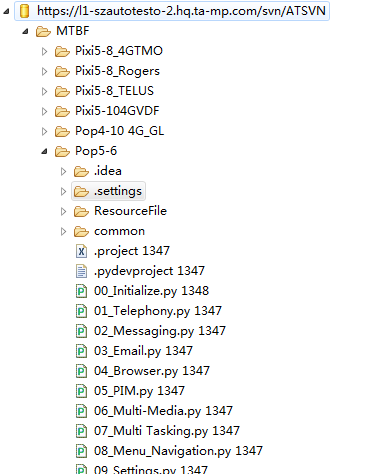 https://l1-szautotesto-2.hq.ta-mp.com/svn/ATSVN
MTBF
Pixi5-8_4GTMO
Pixi5-8_Rogers
Pixi5-8_TELUS
Pixi5-104GVDF
Pop4-10 4G_GL
Pop5-6
.idea
.settings
ResourceFile
common
.project 1347
.pydevproject 1347
00_Initialize.py 1348
01_Telephony.py 1347
02_Messaging.py 1347
03_Email.py 1347
04_Browser.py 1347
05_PIM.py 1347
06_Multi-Media.py 1347
07_Multi Tasking.py 1347
08_Menu_Navigation.py 1347
09_Settings.py 1347